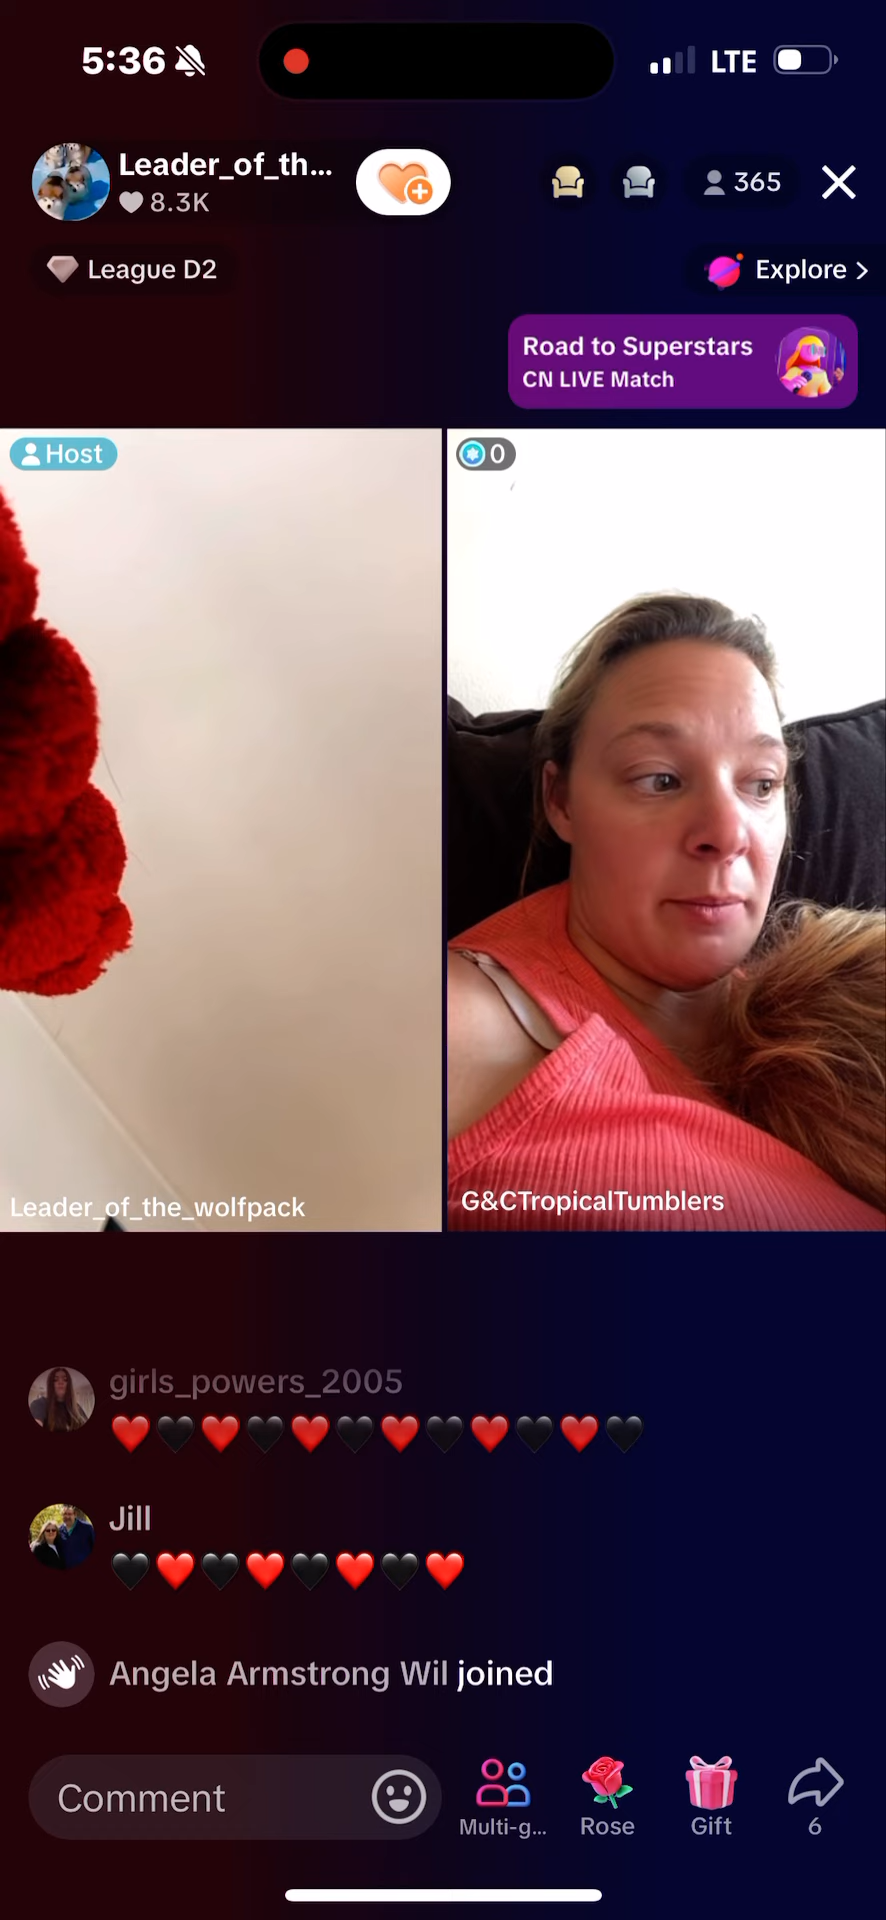 5:36
LTE
Leader_of_th...
8.3K
365
League D2
Explore >
Road to Superstars
CN LIVE Match
Host
0
Leader_of_the_wolfpack
G&CTropicalTumblers
girls_powers_2005
Jill
Angela Armstrong Wil joined
Comment
Multi-g...
Rose
Gift
6